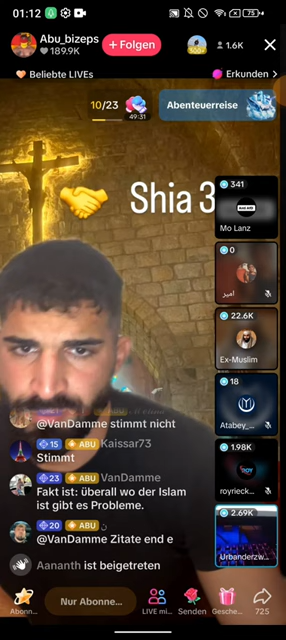 01:12
75
Abu_bizeps
189.9K
+ Folgen
1.6K
Beliebte LIVEs
Erkunden >
10/23
49:31
Abenteuerreise
Shia 3
341
Mo Lanz
0
امیر
22.6K
Ex-Muslim
18
Atabey_...
1.98K
royrieck...
2.69K
Urbanderzw...
@VanDamme stimmt nicht
15 ABU Kaissar73
Stimmt
23 ABU VanDamme
Fakt ist: überall wo der Islam
ist gibt es Probleme.
20 ABU ن
@VanDamme Zitate end e
Aananth ist beigetreten
Abonn...
Nur Abonne...
LIVE mi...
Senden
Gesche...
725